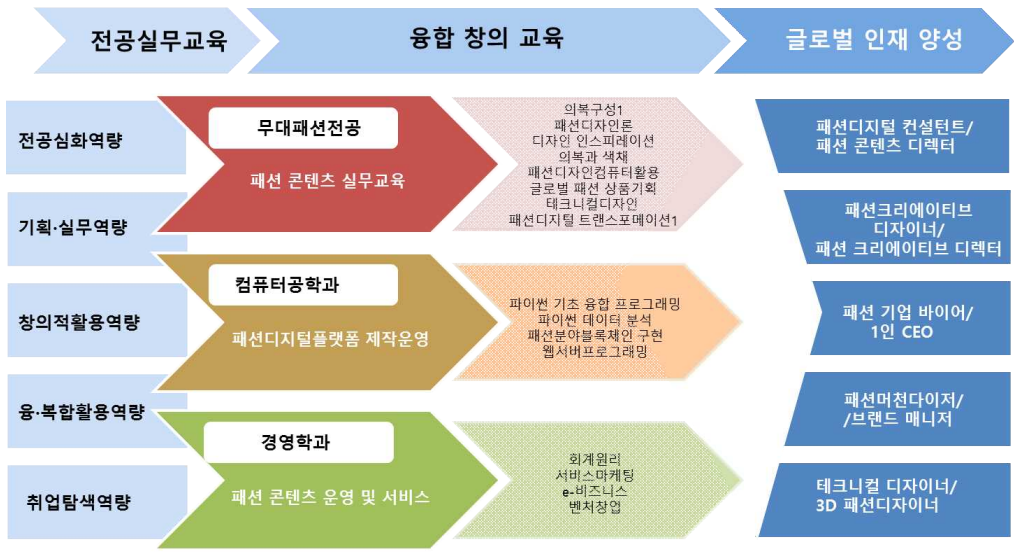 전공실무교육
융합 창의 교육
글로벌 인재 양성
전공심화역량
기획·실무역량
창의적활용역량
융·복합활용역량
취업탐색역량
무대패션전공
패션 콘텐츠 실무교육
의복구성1
패션디자인론
디자인 인스피레이션
의복과 색채
패션디자인컴퓨터활용
글로벌 패션 상품기획
테크니컬디자인
패션디지털 트랜스포메이션1
컴퓨터공학과
패션디지털플랫폼 제작운영
파이썬 기초 융합 프로그래밍
파이썬 데이터 분석
패션분야블록체인 구현
웹서버프로그래밍
경영학과
패션 콘텐츠 운영 및 서비스
회계원리
서비스마케팅
e-비즈니스
벤처창업
패션디지털 컨설턴트/
패션 콘텐츠 디렉터
패션크리에이티브
디자이너/
패션 크리에이티브 디렉터
패션 기업 바이어/
1인 CEO
패션머천다이저/
/브랜드 매니저
테크니컬 디자이너/
3D 패션디자이너